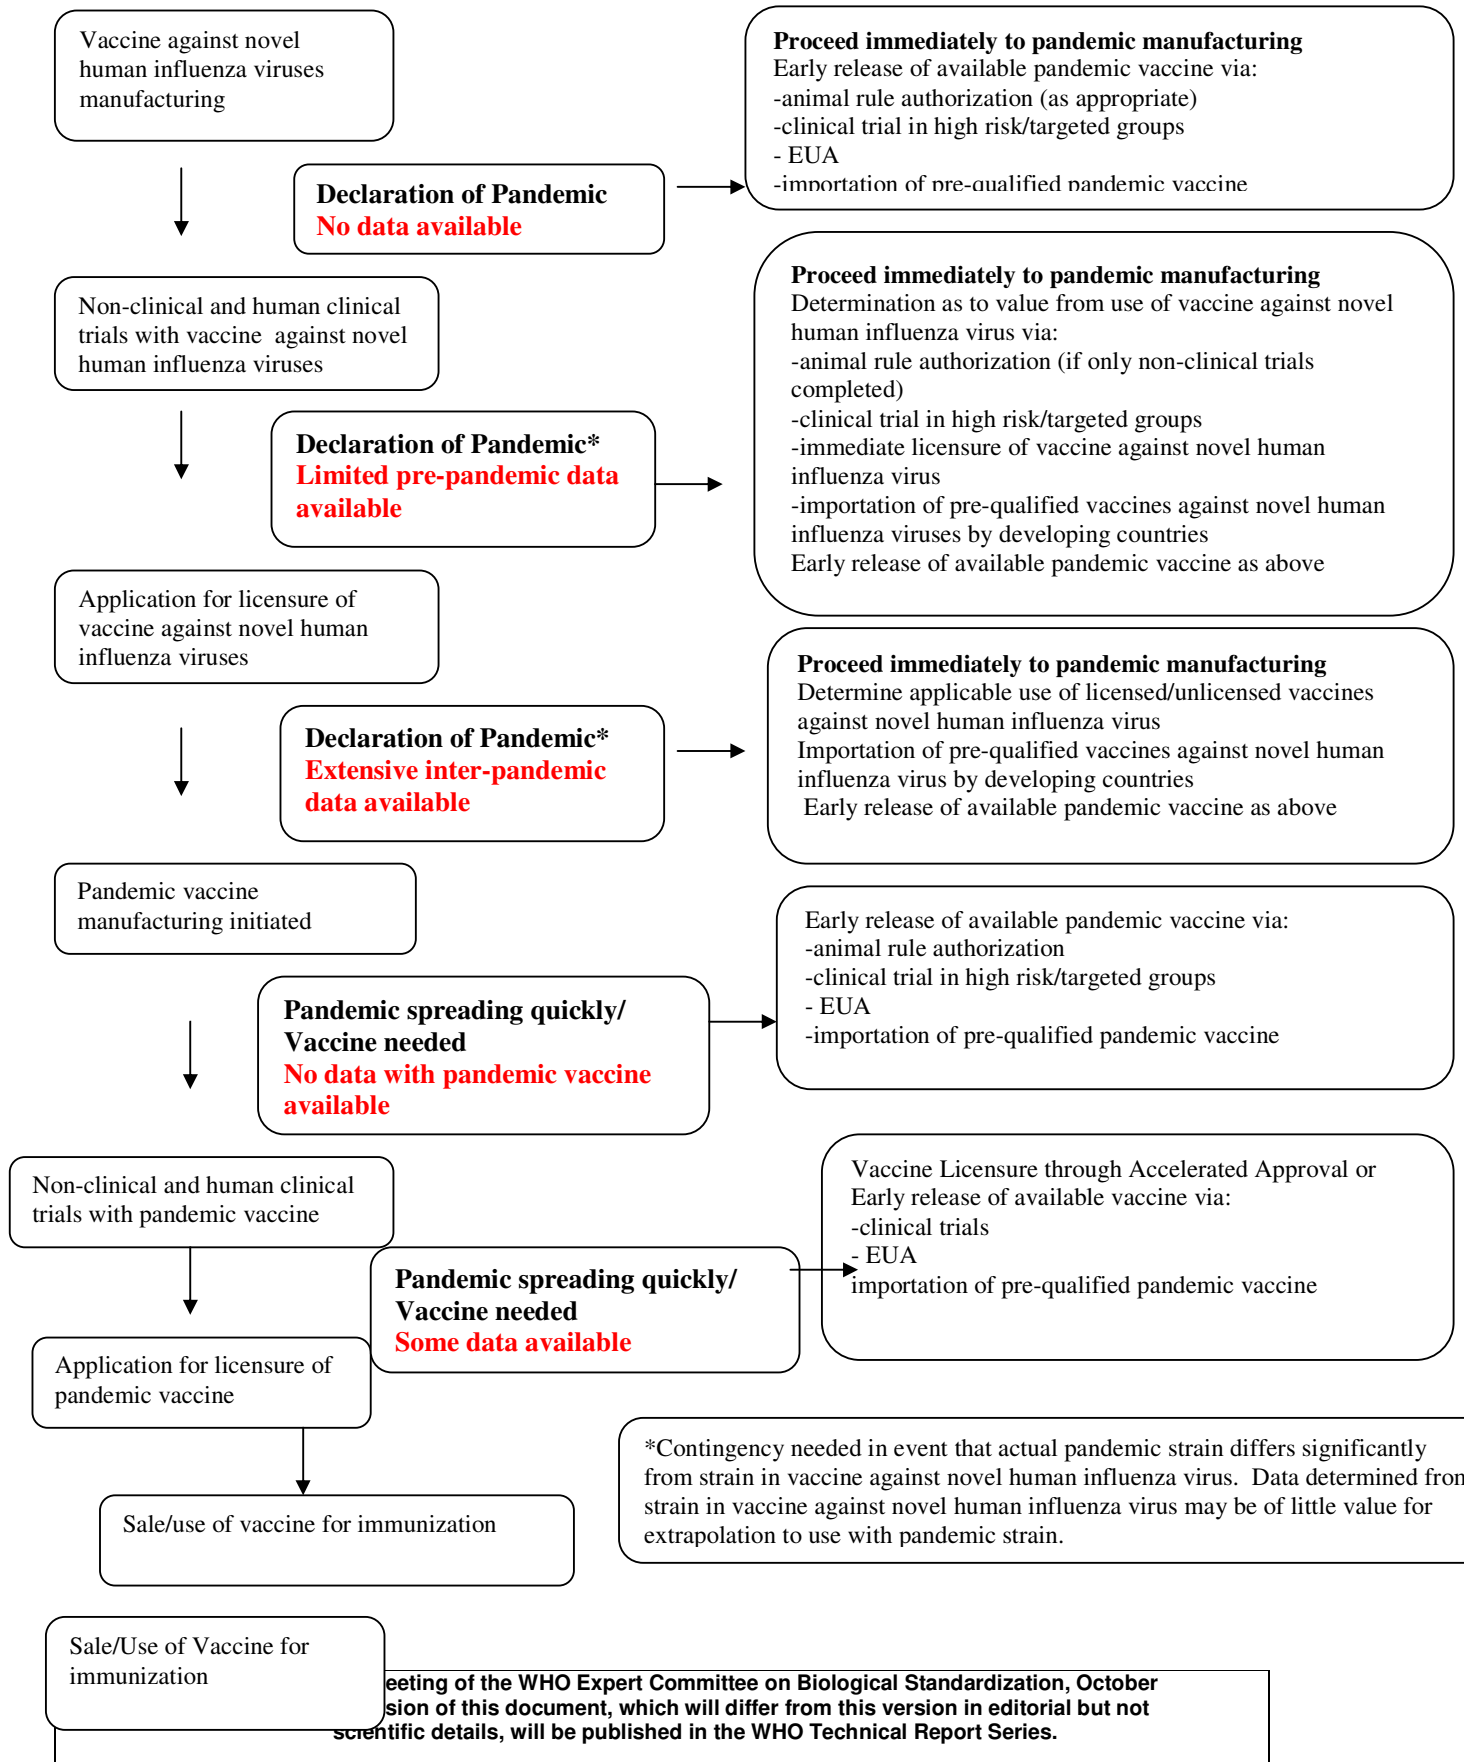 Vaccine against novel
human influenza viruses
manufacturing
Proceed immediately to pandemic manufacturing
Early release of available pandemic vaccine via:
-animal rule authorization (as appropriate)
-clinical trial in high risk/targeted groups
- EUA
-importation of pre-qualified pandemic vaccine
Declaration of Pandemic
No data available
Non-clinical and human clinical
trials with vaccine  against novel
human influenza viruses
Proceed immediately to pandemic manufacturing
Determination as to value from use of vaccine against novel
human influenza virus via:
-animal rule authorization (if only non-clinical trials
completed)
-clinical trial in high risk/targeted groups
-immediate licensure of vaccine against novel human
influenza virus
-importation of pre-qualified vaccines against novel human
influenza viruses by developing countries
Early release of available pandemic vaccine as above
Declaration of Pandemic*
Limited pre-pandemic data
available
Application for licensure of
vaccine against novel human
influenza viruses
Proceed immediately to pandemic manufacturing
Determine applicable use of licensed/unlicensed vaccines
against novel human influenza virus
Importation of pre-qualified vaccines against novel human
influenza virus by developing countries
Early release of available pandemic vaccine as above
Declaration of Pandemic*
Extensive inter-pandemic
data available
Pandemic vaccine
manufacturing initiated
Early release of available pandemic vaccine via:
-animal rule authorization
-clinical trial in high risk/targeted groups
- EUA
-importation of pre-qualified pandemic vaccine
Pandemic spreading quickly/
Vaccine needed
No data with pandemic vaccine
available
Non-clinical and human clinical
trials with pandemic vaccine
Vaccine Licensure through Accelerated Approval or
Early release of available vaccine via:
-clinical trials
- EUA
importation of pre-qualified pandemic vaccine
Pandemic spreading quickly/
Vaccine needed
Some data available
Application for licensure of
pandemic vaccine
*Contingency needed in event that actual pandemic strain differs significantly
from strain in vaccine against novel human influenza virus.  Data determined from
strain in vaccine against novel human influenza virus may be of little value for
extrapolation to use with pandemic strain.
Sale/use of vaccine for immunization
Sale/Use of Vaccine for
immunization
eeting of the WHO Expert Committee on Biological Standardization, October
sion of this document, which will differ from this version in editorial but not
scientific details, will be published in the WHO Technical Report Series.